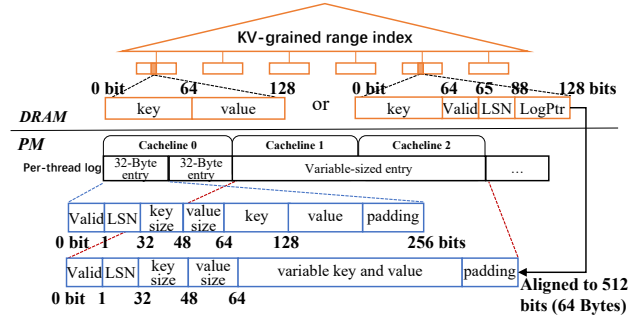 KV-grained range index
0 bit 64 128
0 bit 64 65 88 128 bits
key value
or
key Valid LSN LogPtr
DRAM
PM
Cacheline 0 Cacheline 1 Cacheline 2
Per-thread log
32-Byte entry
32-Byte entry
Variable-sized entry
...
Valid LSN key size value size key value padding
0 bit 1 32 48 64 128 256 bits
Valid LSN key size value size variable key and value padding
0 bit 1 32 48 64
Aligned to 512
bits (64 Bytes)